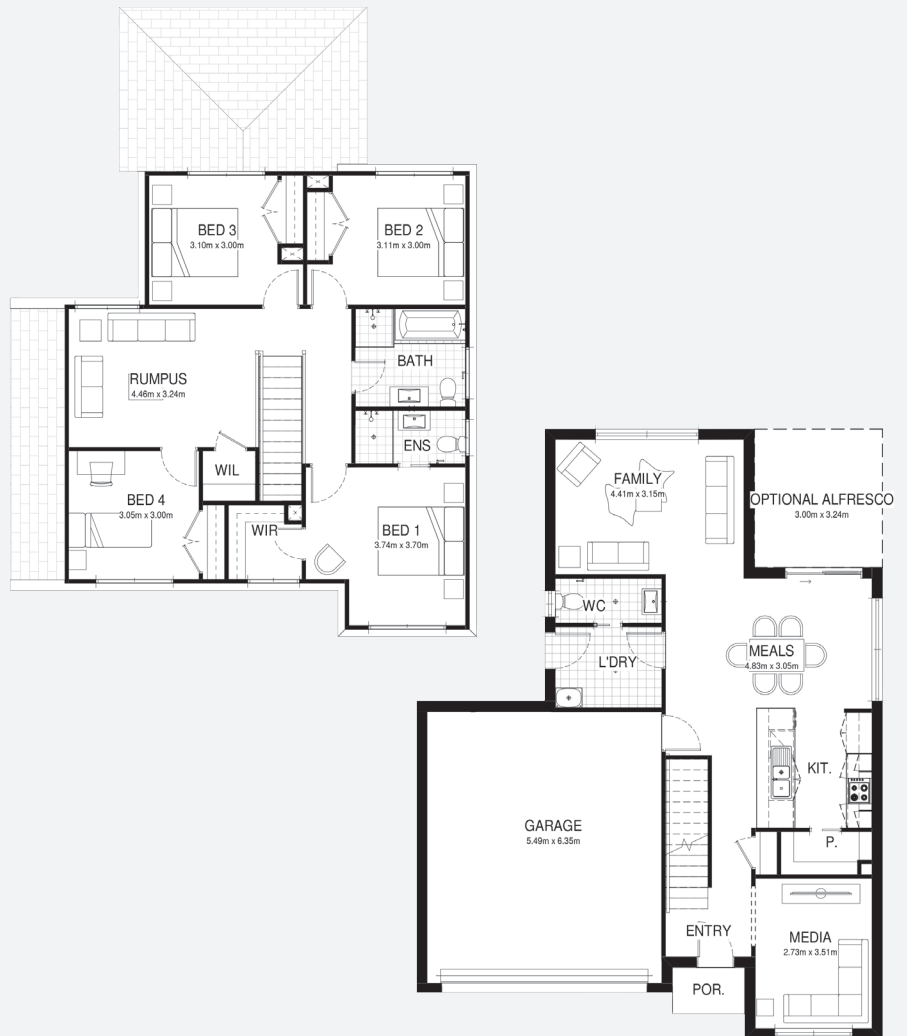 BED 3
3.10m x 3.00m
BED 2
3.11m x 3.00m
RUMPUS
4.46m x 3.24m
BATH
ENS
WIL
BED 4
3.05m x 3.00m
WIR
BED 1
3.74m x 3.70m
FAMILY
4.41m x 3.15m
OPTIONAL ALFRESCO
3.00m x 3.24m
WC
L'DRY
MEALS
4.83m x 3.05m
KIT.
P.
GARAGE
5.49m x 6.35m
ENTRY
MEDIA
2.73m x 3.51m
POR.